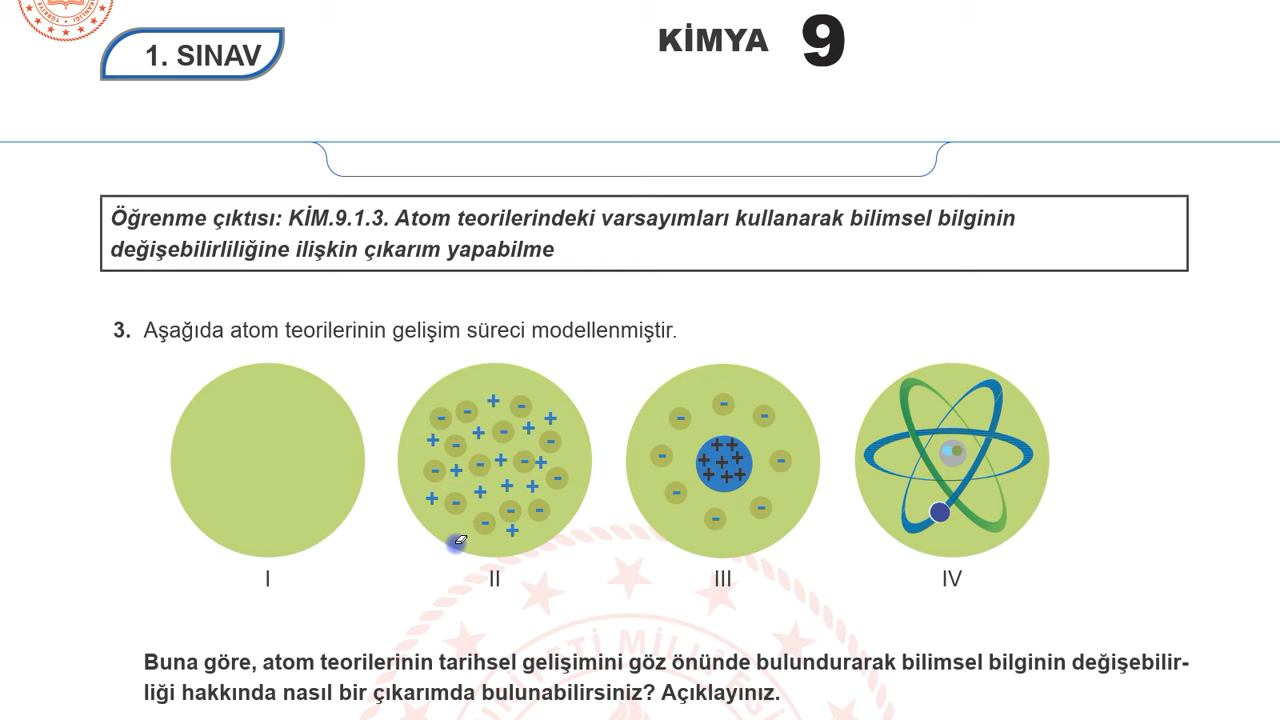 1. SINAV
KİMYA 9
Öğrenme çıktısı: KİM.9.1.3. Atom teorilerindeki varsayımları kullanarak bilimsel bilginin
değişebilirliliğine ilişkin çıkarım yapabilme
3. Aşağıda atom teorilerinin gelişim süreci modellenmiştir.
I II III IV
Buna göre, atom teorilerinin tarihsel gelişimini göz önünde bulundurarak bilimsel bilginin değişebilir-
liği hakkında nasıl bir çıkarımda bulunabilirsiniz? Açıklayınız.